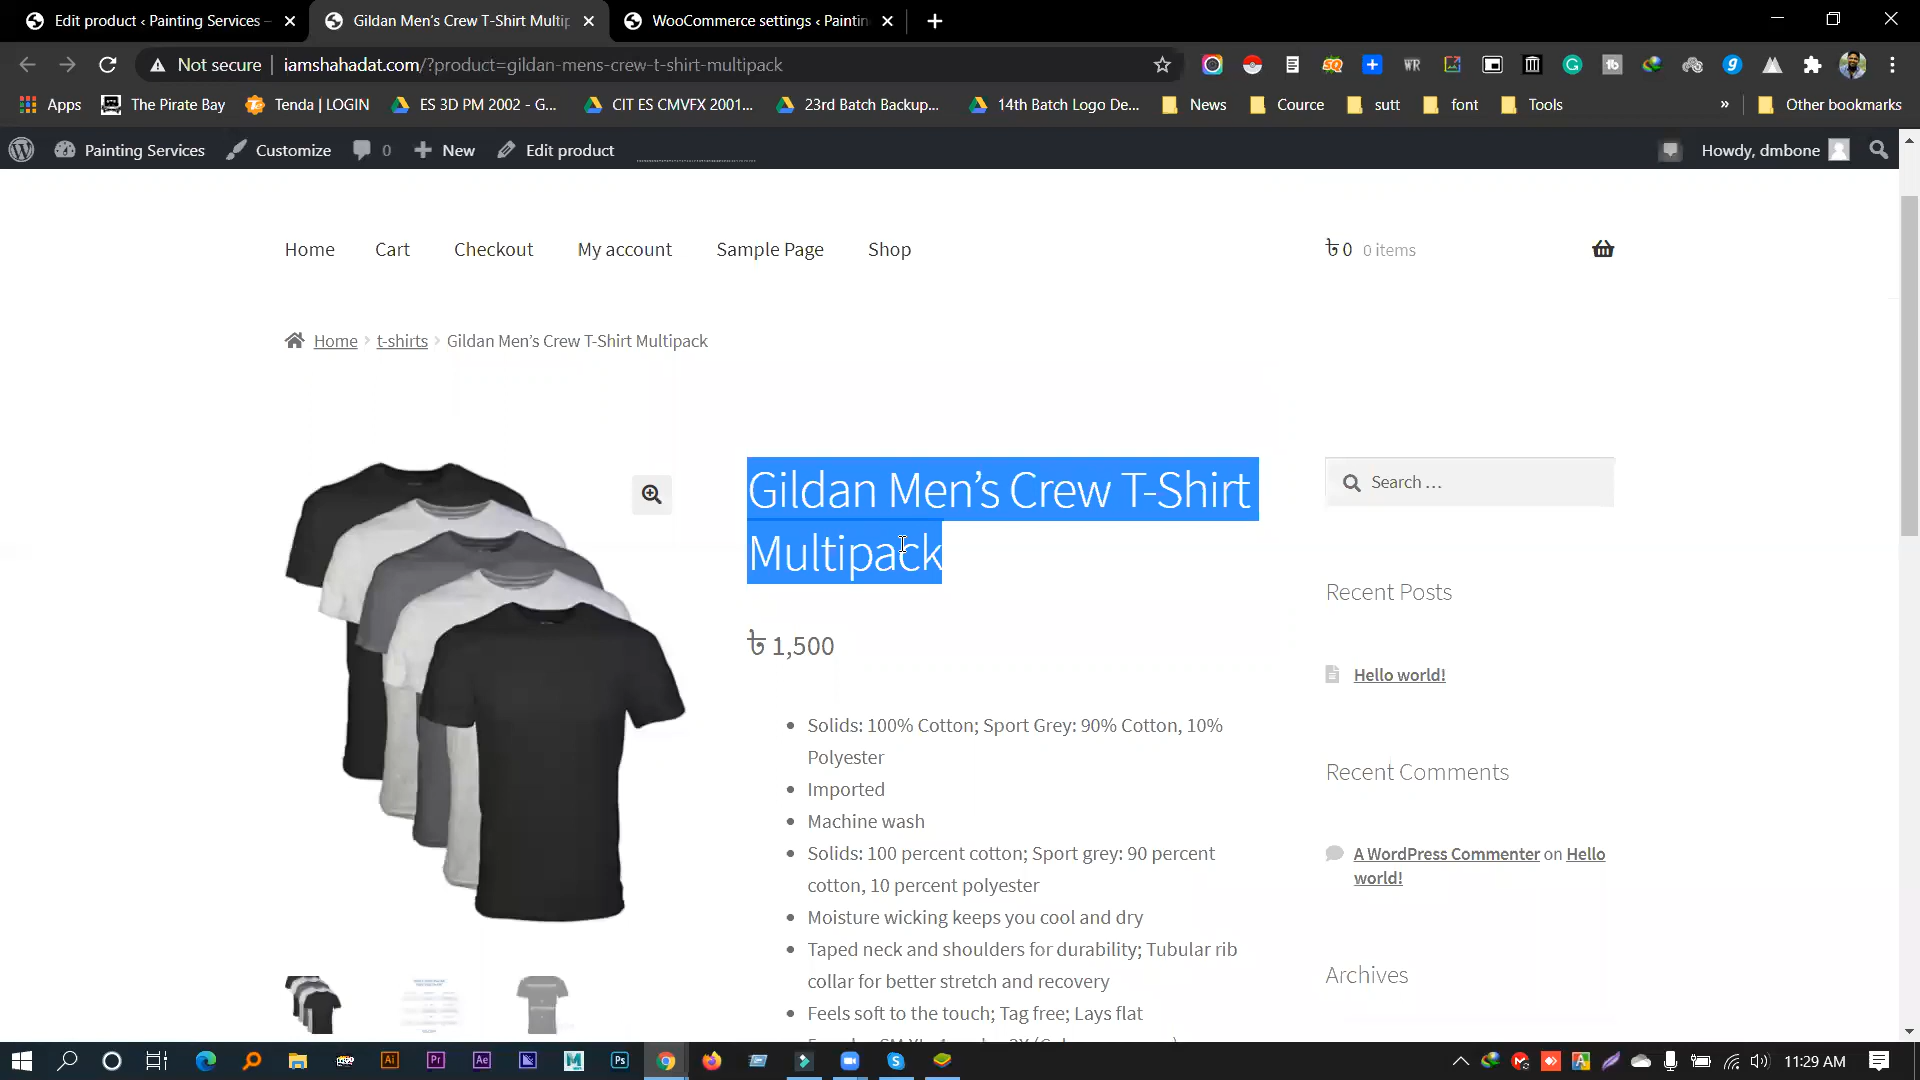 Edit product ‹ Painting Services –
Gildan Men's Crew T-Shirt Multip
WooCommerce settings ‹ Paintin
Not secure
iamshahadat.com/?product=gildan-mens-crew-t-shirt-multipack
Apps
The Pirate Bay
Tenda | LOGIN
ES 3D PM 2002 - G...
CIT ES CMVFX 2001...
23rd Batch Backup...
14th Batch Logo De...
News
Cource
sutt
font
Tools
»
Other bookmarks
Painting Services
Customize
0
New
Edit product
Howdy, dmbone
Home
Cart
Checkout
My account
Sample Page
Shop
৳ 0 0 items
Home › t-shirts › Gildan Men's Crew T-Shirt Multipack
Gildan Men's Crew T-Shirt
Multipack
Search …
৳ 1,500
Recent Posts
Hello world!
• Solids: 100% Cotton; Sport Grey: 90% Cotton, 10%
Polyester
• Imported
• Machine wash
• Solids: 100 percent cotton; Sport grey: 90 percent
cotton, 10 percent polyester
• Moisture wicking keeps you cool and dry
• Taped neck and shoulders for durability; Tubular rib
collar for better stretch and recovery
• Feels soft to the touch; Tag free; Lays flat
Recent Comments
A WordPress Commenter on Hello
world!
Archives
11:29 AM